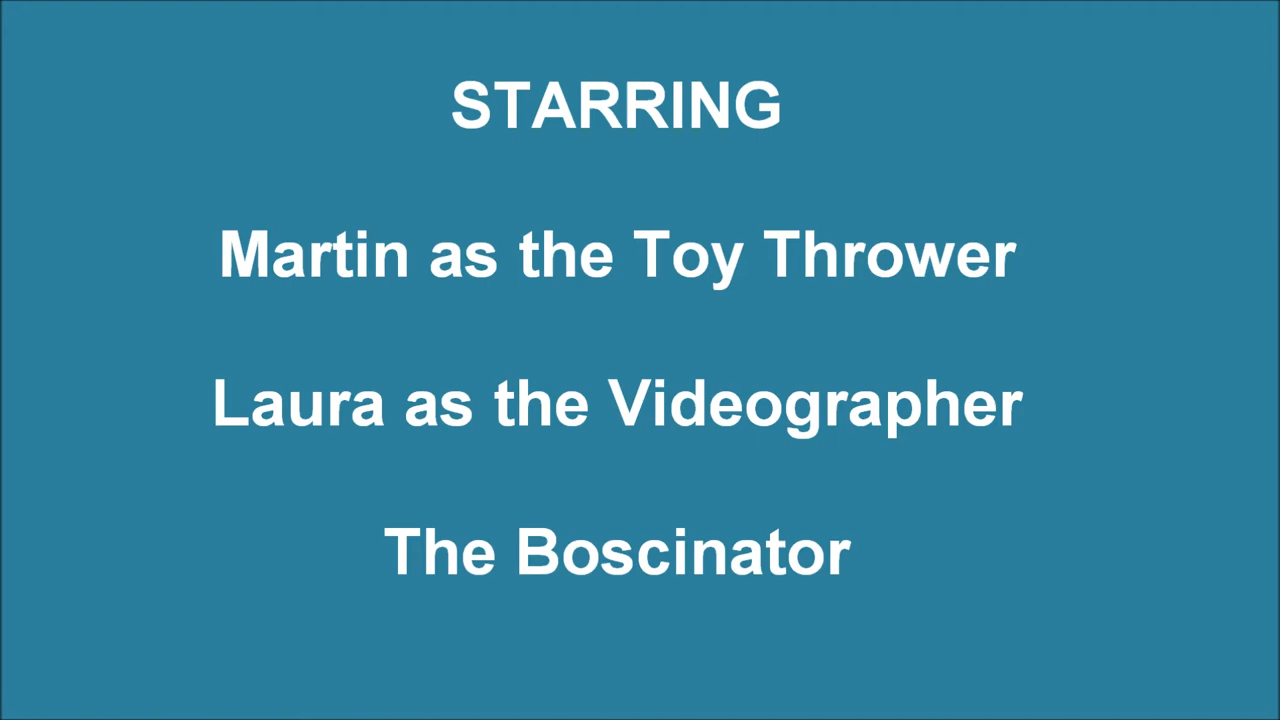 STARRING
Martin as the Toy Thrower
Laura as the Videographer
The Boscinator